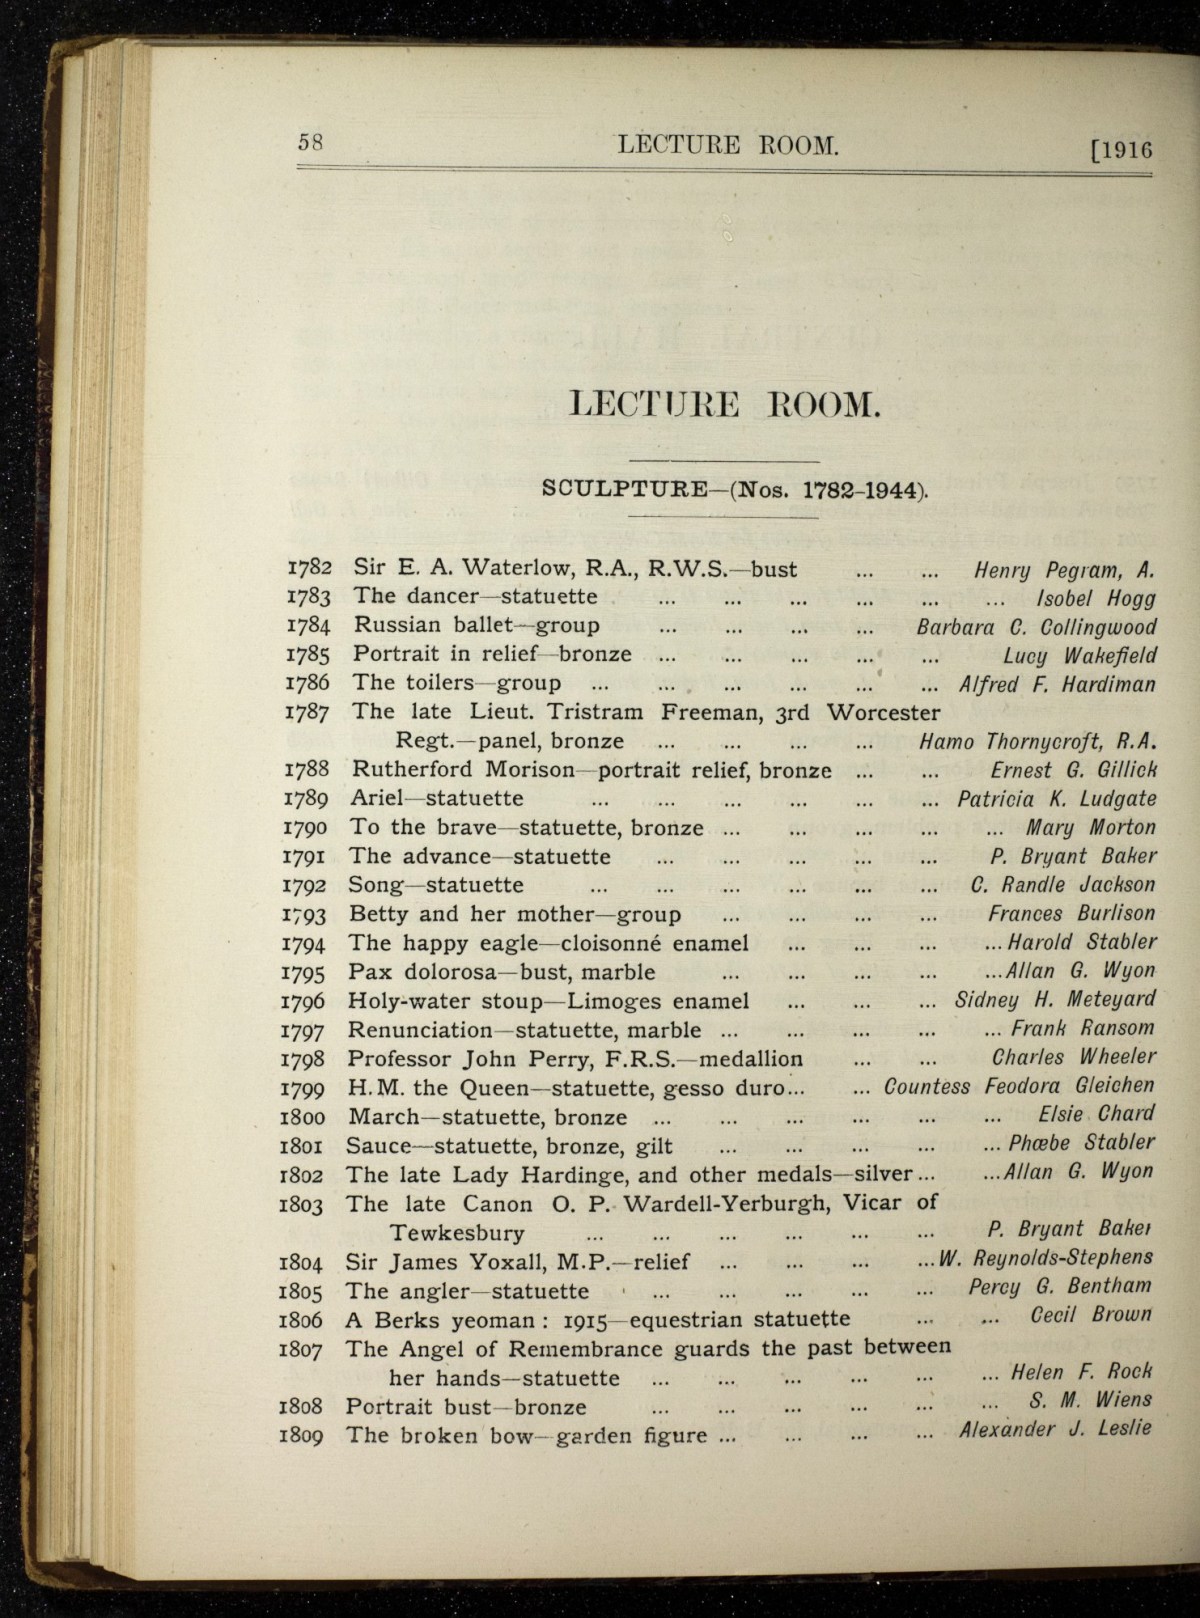 58 LECTURE ROOM. [1916
LECTURE ROOM.
SCULPTURE—(Nos. 1782-1944).
1782 Sir E. A. Waterlow, R.A., R.W.S.—bust ... ... Henry Pegram, A.
1783 The dancer—statuette ... ... ... ... ... ... Isobel Hogg
1784 Russian ballet—group ... ... ... ... Barbara C. Collingwood
1785 Portrait in relief—bronze ... ... ... ... ... Lucy Wakefield
1786 The toilers—group ... ... ... ... ... ... Alfred F. Hardiman
1787 The late Lieut. Tristram Freeman, 3rd Worcester
Regt.—panel, bronze ... ... ... ... Hamo Thornycroft, R.A.
1788 Rutherford Morison—portrait relief, bronze ... ... Ernest G. Gillick
1789 Ariel—statuette ... ... ... ... ... ... Patricia K. Ludgate
1790 To the brave—statuette, bronze ... ... ... ... ... Mary Morton
1791 The advance—statuette ... ... ... ... ... P. Bryant Baker
1792 Song—statuette ... ... ... ... ... ... C. Randle Jackson
1793 Betty and her mother—group ... ... ... ... Frances Burlison
1794 The happy eagle—cloisonné enamel ... ... ... ... Harold Stabler
1795 Pax dolorosa—bust, marble ... ... ... ... ... Allan G. Wyon
1796 Holy-water stoup—Limoges enamel ... ... ... Sidney H. Meteyard
1797 Renunciation—statuette, marble ... ... ... ... ... Frank Ransom
1798 Professor John Perry, F.R.S.—medallion ... ... Charles Wheeler
1799 H.M. the Queen—statuette, gesso duro... ... Countess Feodora Gleichen
1800 March—statuette, bronze ... ... ... ... ... ... Elsie Chard
1801 Sauce—statuette, bronze, gilt ... ... ... ... ... Phœbe Stabler
1802 The late Lady Hardinge, and other medals—silver... ... Allan G. Wyon
1803 The late Canon O. P. Wardell-Yerburgh, Vicar of
Tewkesbury ... ... ... ... ... ... P. Bryant Baker
1804 Sir James Yoxall, M.P.—relief ... ... ... ... W. Reynolds-Stephens
1805 The angler—statuette ... ... ... ... ... Percy G. Bentham
1806 A Berks yeoman : 1915—equestrian statuette ... ... Cecil Brown
1807 The Angel of Remembrance guards the past between
her hands—statuette ... ... ... ... ... ... Helen F. Rock
1808 Portrait bust—bronze ... ... ... ... ... ... S. M. Wiens
1809 The broken bow—garden figure ... ... ... ... Alexander J. Leslie